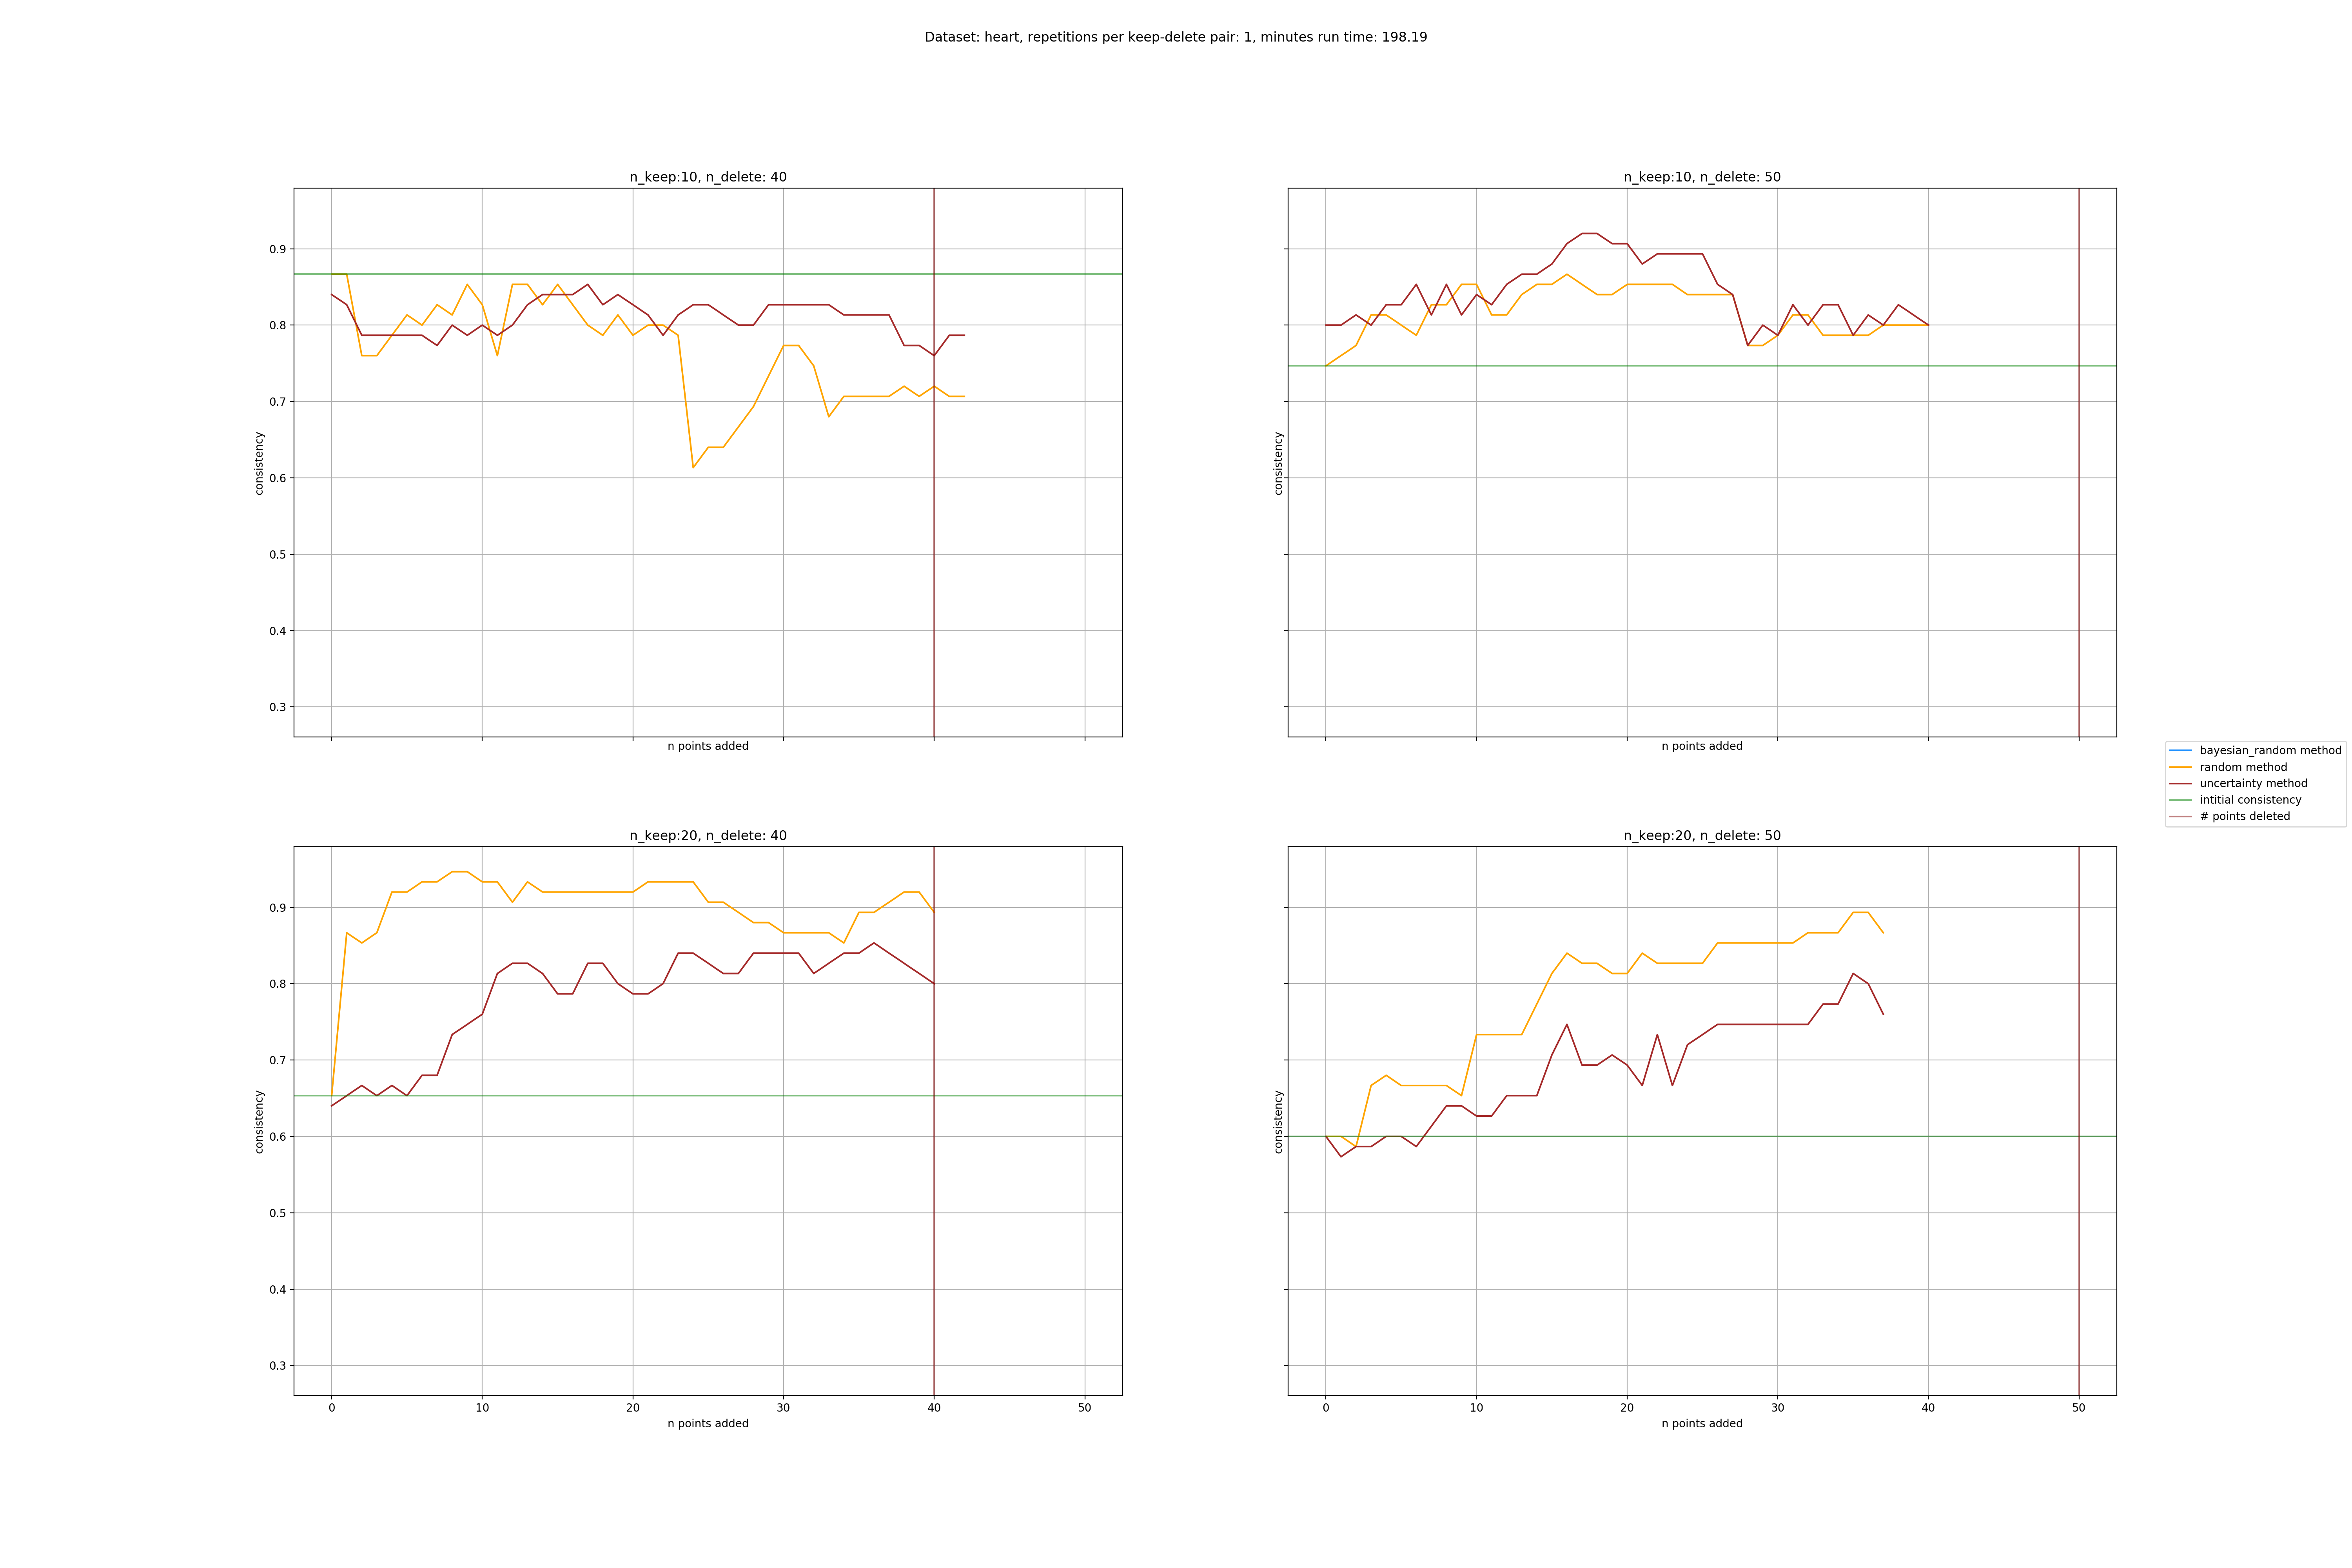 Dataset: heart, repetitions per keep-delete pair: 1, minutes run time: 198.19
n_keep:10, n_delete: 40
0.9
0.8
0.7
0.6
0.5
0.4
0.3
consistency
n points added
n_keep:10, n_delete: 50
consistency
n points added
bayesian_random method
random method
uncertainty method
intitial consistency
# points deleted
n_keep:20, n_delete: 40
0.9
0.8
0.7
0.6
0.5
0.4
0.3
consistency
0 10 20 30 40 50
n points added
n_keep:20, n_delete: 50
consistency
0 10 20 30 40 50
n points added